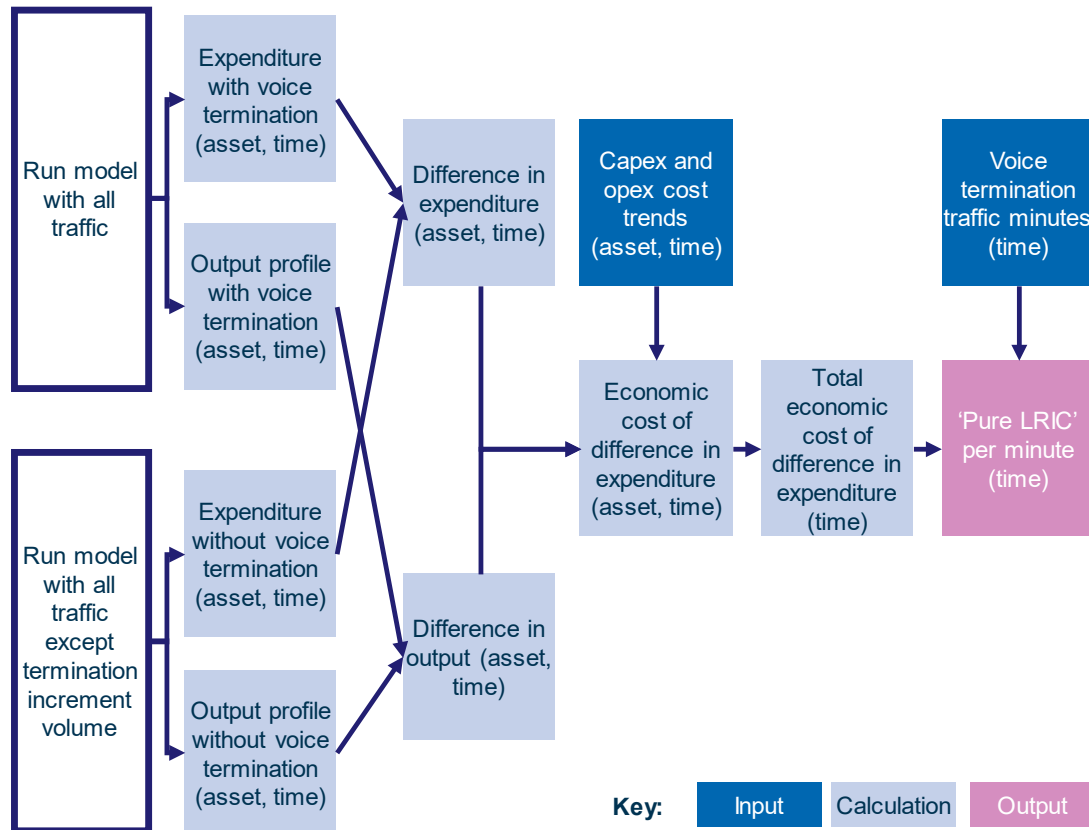 Run model
with all
traffic
Expenditure
with voice
termination
(asset, time)
Output profile
with voice
termination
(asset, time)
Difference in
expenditure
(asset, time)
Capex and
opex cost
trends
(asset, time)
Voice
termination
traffic minutes
(time)
Economic
cost of
difference in
expenditure
(asset, time)
Total
economic
cost of
difference in
expenditure
(time)
‘Pure LRIC’
per minute
(time)
Run model
with all
traffic
except
termination
increment
volume
Expenditure
without voice
termination
(asset, time)
Output profile
without voice
termination
(asset, time)
Difference in
output (asset,
time)
Key:
Input
Calculation
Output